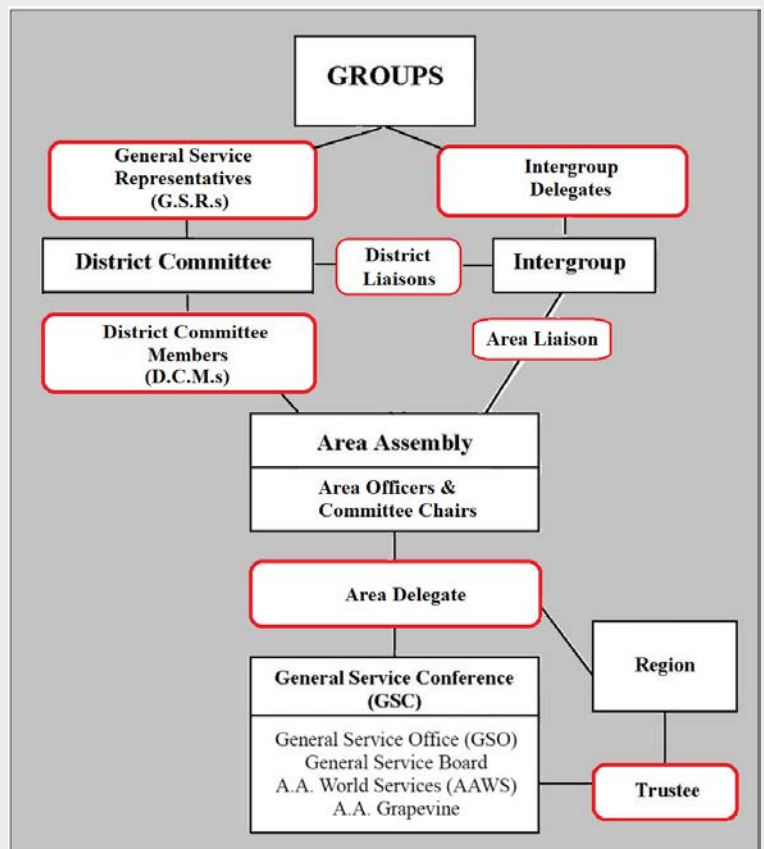 GROUPS
General Service
Representatives
(G.S.R.s)
Intergroup
Delegates
District Committee
District
Liaisons
Intergroup
District Committee
Members
(D.C.M.s)
Area Liaison
Area Assembly
Area Officers &
Committee Chairs
Area Delegate
Region
General Service Conference
(GSC)
General Service Office (GSO)
General Service Board
A.A. World Services (AAWS)
A.A. Grapevine
Trustee